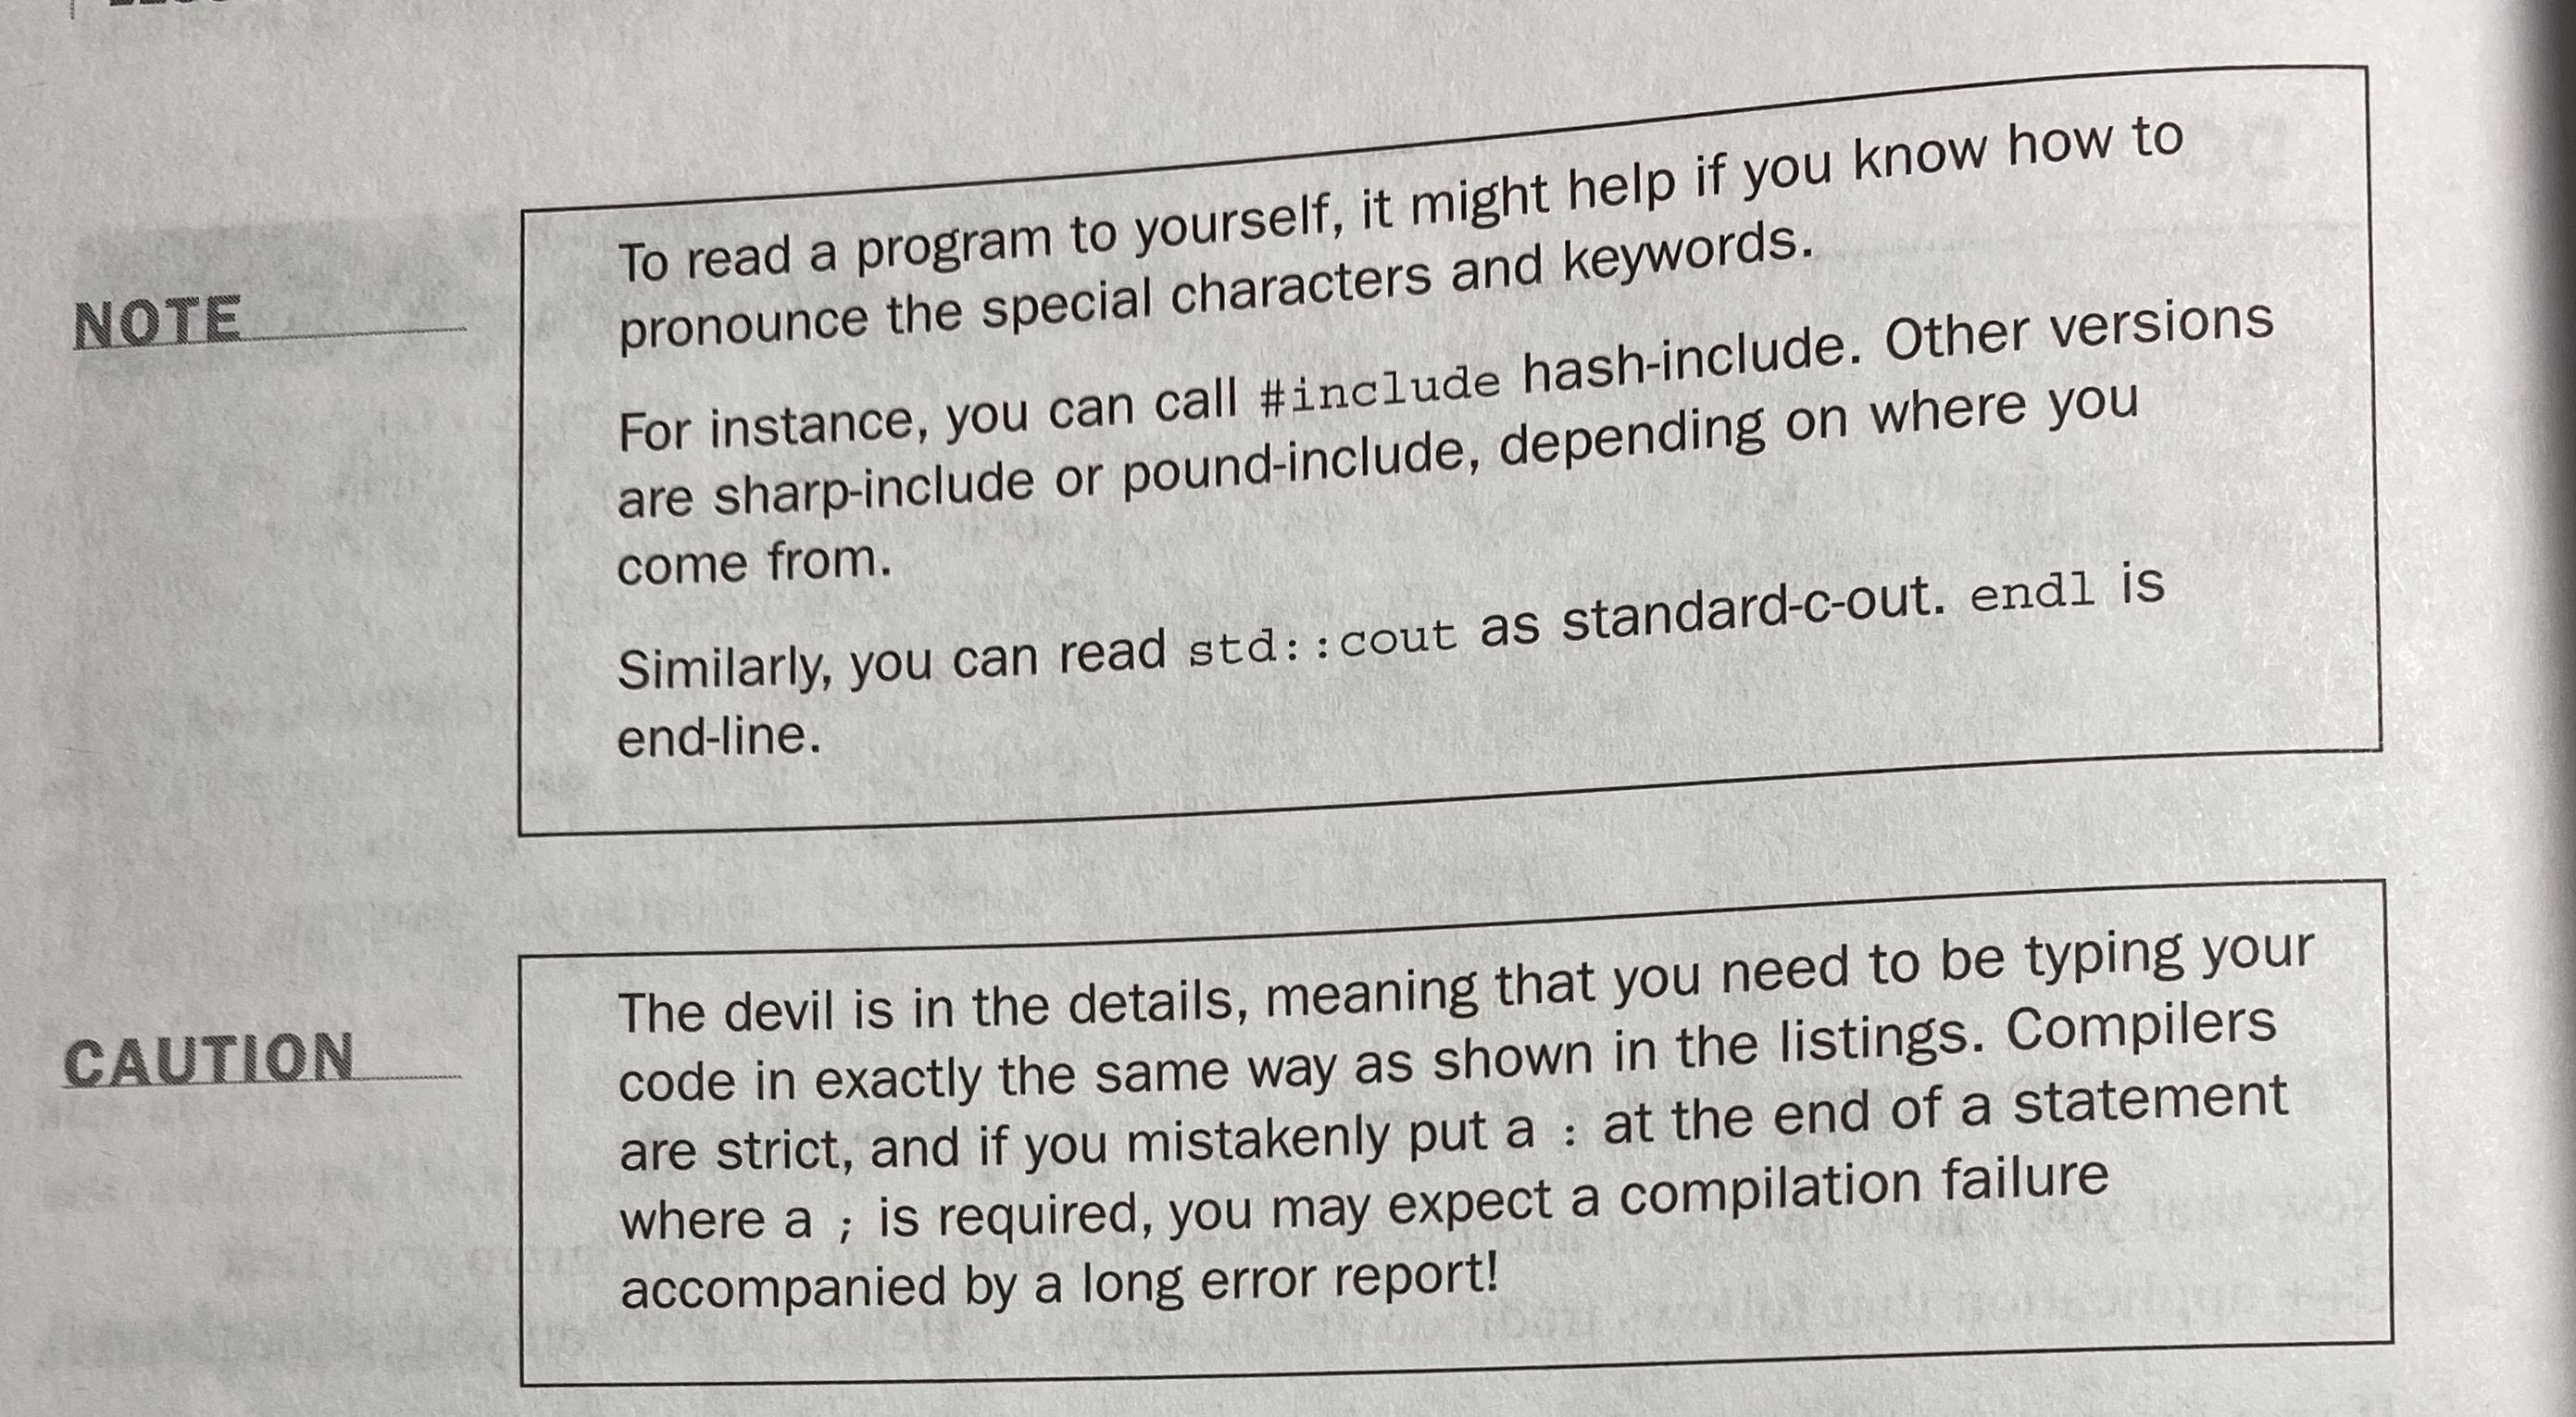 NOTE
To read a program to yourself, it might help if you know how to
pronounce the special characters and keywords.
For instance, you can call #include hash-include. Other versions
are sharp-include or pound-include, depending on where you
come from.
Similarly, you can read std::cout as standard-c-out. endl is
end-line.
CAUTION
The devil is in the details, meaning that you need to be typing your
code in exactly the same way as shown in the listings. Compilers
are strict, and if you mistakenly put a : at the end of a statement
where a ; is required, you may expect a compilation failure
accompanied by a long error report!